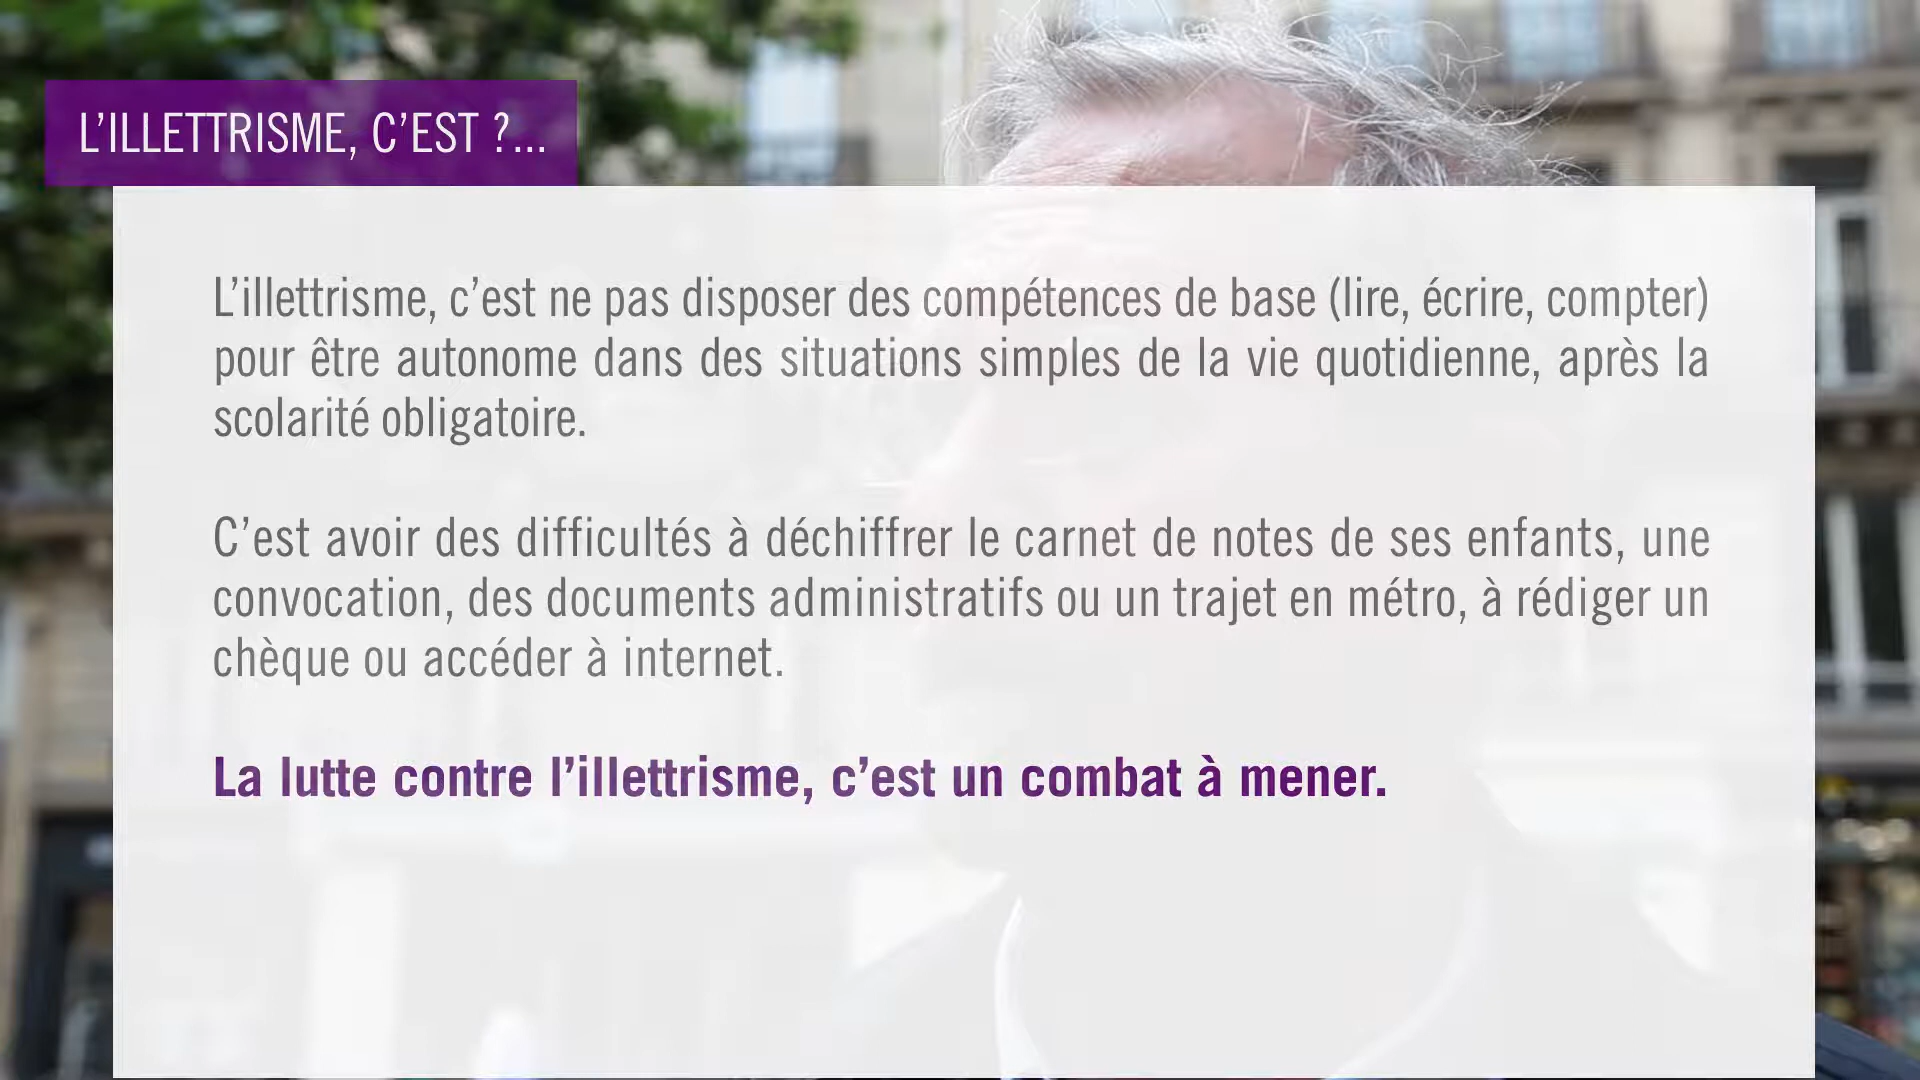 L’ILLETTRISME, C’EST ?...
L’illettrisme, c’est ne pas disposer des compétences de base (lire, écrire, compter)
pour être autonome dans des situations simples de la vie quotidienne, après la
scolarité obligatoire.
C’est avoir des difficultés à déchiffrer le carnet de notes de ses enfants, une
convocation, des documents administratifs ou un trajet en métro, à rédiger un
chèque ou accéder à internet.
La lutte contre l’illettrisme, c’est un combat à mener.